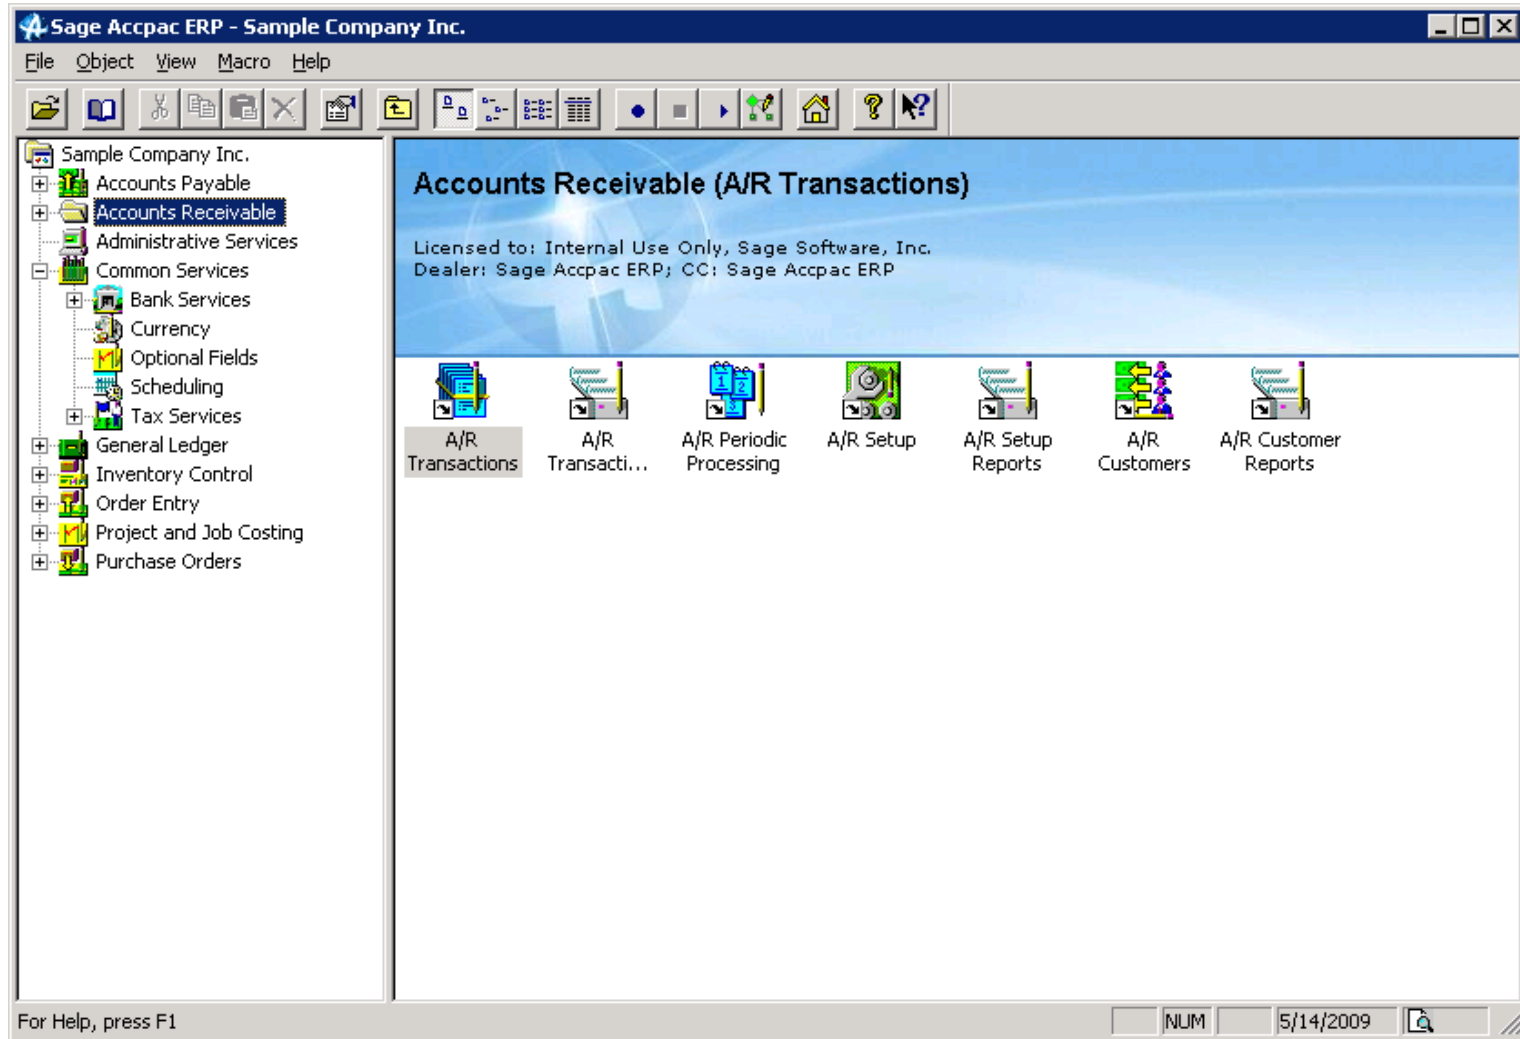 Sage Accpac ERP - Sample Company Inc.
File Object View Macro Help
Sample Company Inc.
Accounts Payable
Accounts Receivable
Administrative Services
Common Services
Bank Services
Currency
Optional Fields
Scheduling
Tax Services
General Ledger
Inventory Control
Order Entry
Project and Job Costing
Purchase Orders
Accounts Receivable (A/R Transactions)
Licensed to: Internal Use Only, Sage Software, Inc.
Dealer: Sage Accpac ERP; CC: Sage Accpac ERP
A/R
Transactions
A/R
Transacti...
A/R Periodic
Processing
A/R Setup
A/R Setup
Reports
A/R
Customers
A/R Customer
Reports
For Help, press F1
NUM
5/14/2009